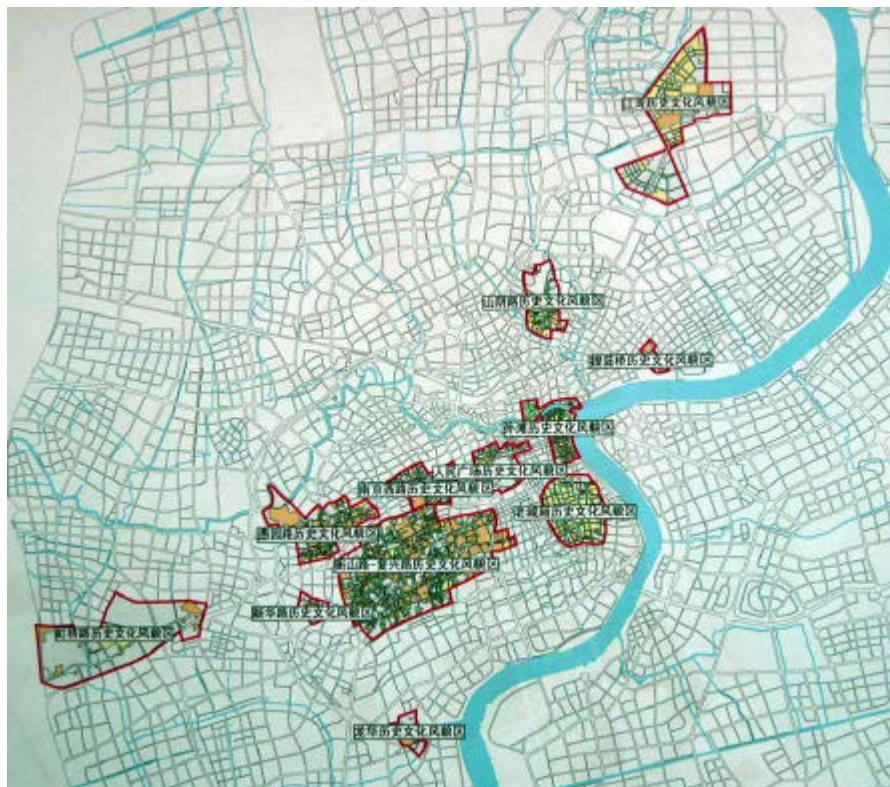 江湾历史文化风貌区
山阴路历史文化风貌区
提篮桥历史文化风貌区
外滩历史文化风貌区
人民广场历史文化风貌区
南京西路历史文化风貌区
老城厢历史文化风貌区
愚园路历史文化风貌区
衡山路-复兴路历史文化风貌区
新华路历史文化风貌区
虹桥路历史文化风貌区
龙华历史文化风貌区